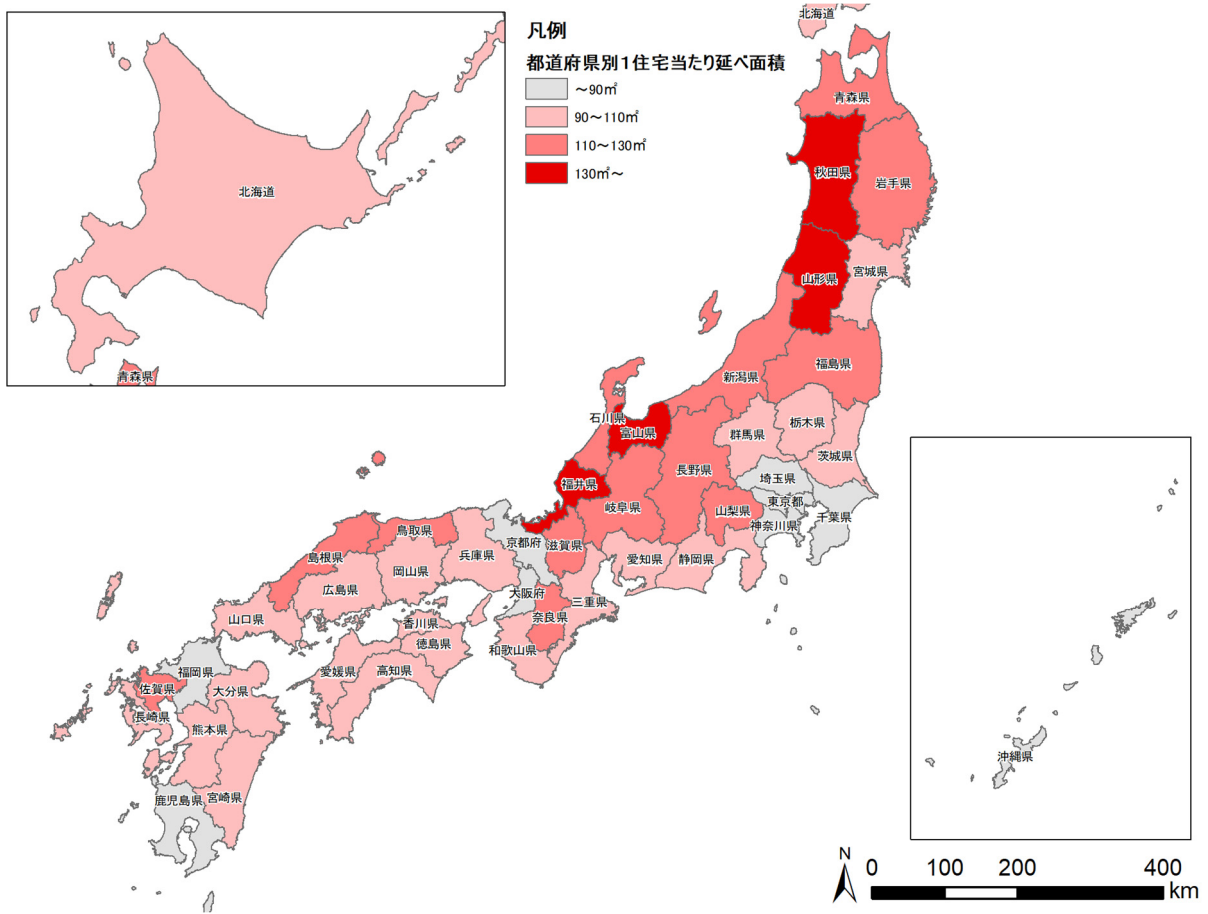 北海道
凡例
都道府県別１住宅当たり延べ面積
～90㎡
90～110㎡
110～130㎡
130㎡～
青森県
秋田県
岩手県
北海道
宮城県
山形県
福島県
青森県
新潟県
石川県
富山県
群馬県
栃木県
茨城県
長野県
埼玉県
福井県
岐阜県
東京都
山梨県
千葉県
神奈川県
鳥取県
京都府
滋賀県
島根県
兵庫県
愛知県
静岡県
岡山県
広島県
大阪府
三重県
奈良県
山口県
香川県
徳島県
和歌山県
福岡県
愛媛県
高知県
佐賀県
大分県
長崎県
熊本県
沖縄県
鹿児島県
宮崎県
N
0 100 200 400
km